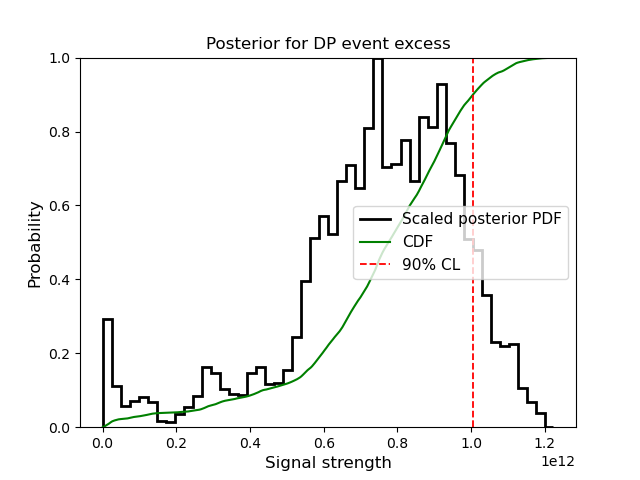 Posterior for DP event excess
Probability
1.0
0.8
0.6
0.4
0.2
0.0
Scaled posterior PDF
CDF
90% CL
0.0 0.2 0.4 0.6 0.8 1.0 1.2
1e12
Signal strength